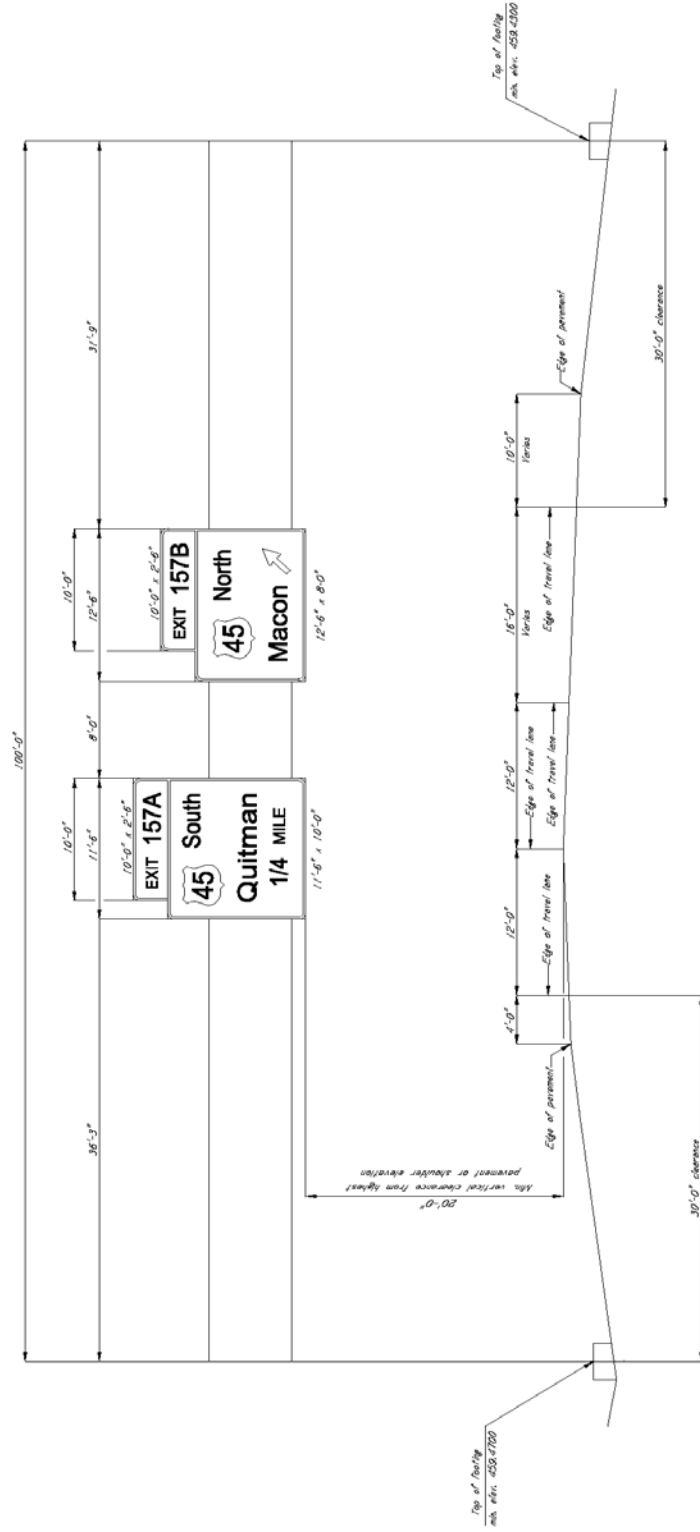 100'-0"
36'-3"
11'-6"
8'-0"
12'-6"
31'-9"
10'-0"
10'-0"
10'-0" x 2'-6"
EXIT 157A
45 South
Quitman
1/4 MILE
11'-6" x 10'-0"
10'-0" x 2'-6"
EXIT 157B
45 North
Macon
12'-6" x 8'-0"
20'-0"
Min. vertical clearance from highest
pavement or shoulder elevation
4'-0"
12'-0"
12'-0"
16'-0"
Varies
10'-0"
Varies
Edge of pavement
Edge of travel lane
Edge of travel lane
Edge of travel lane
Edge of travel lane
Edge of pavement
Top of footing
min. elev. 459.4700
Top of footing
min. elev. 459.4300
30'-0" clearance
30'-0" clearance